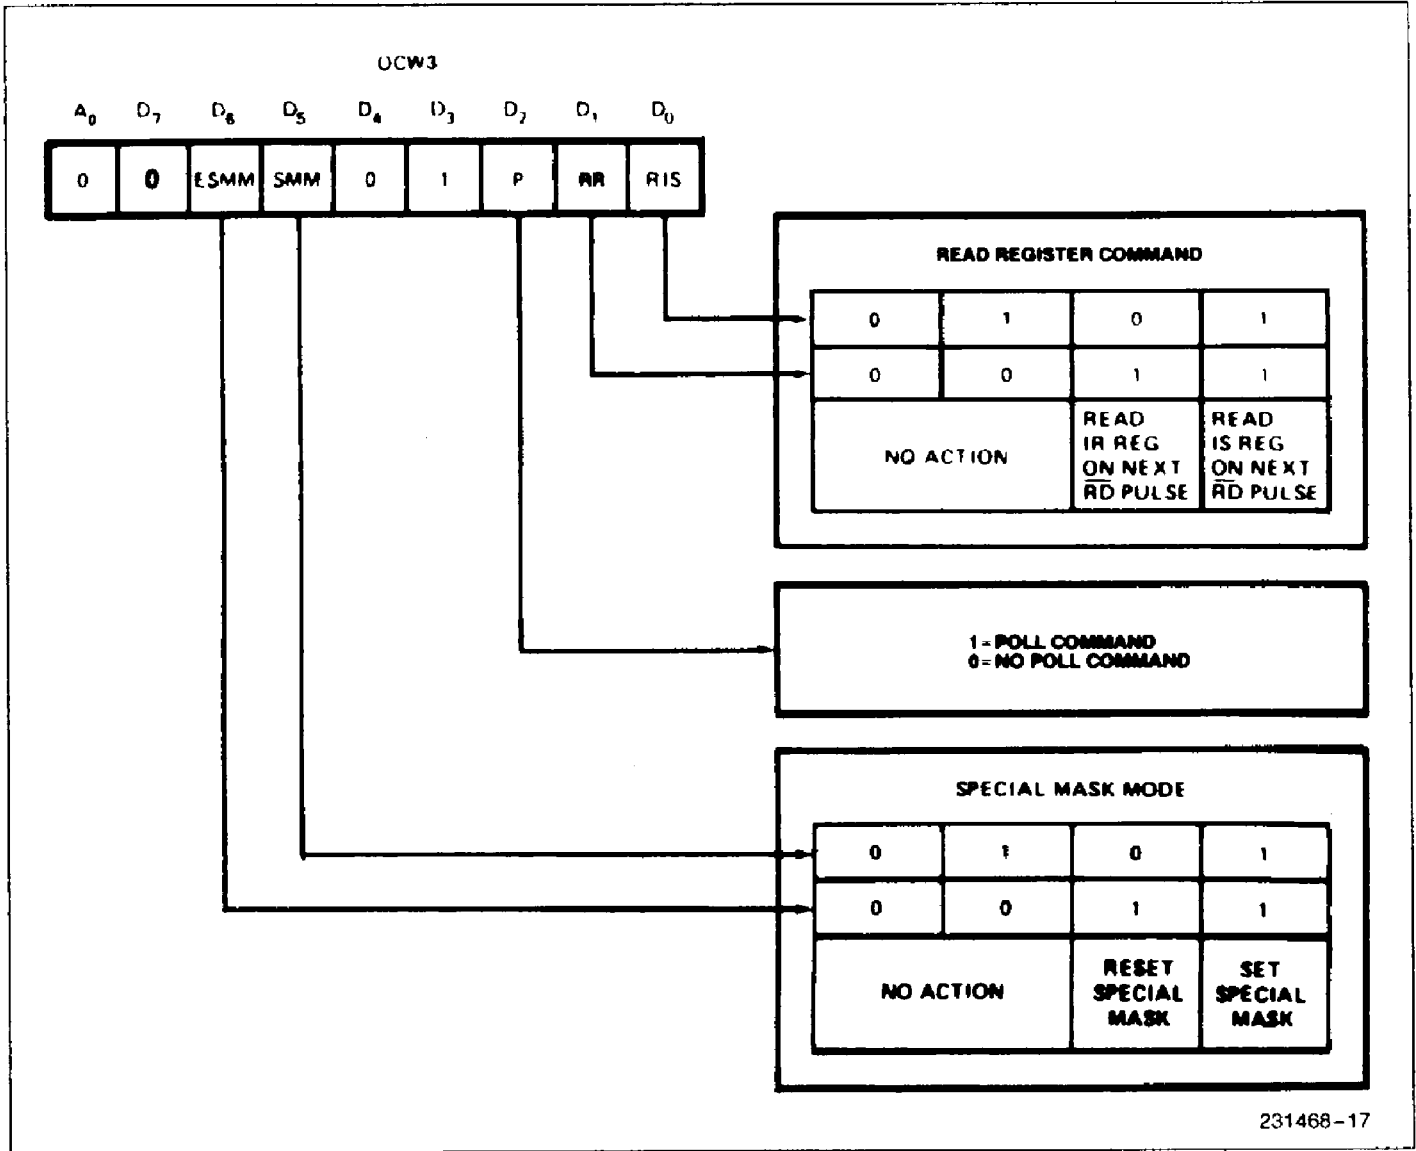 OCW3
A0 D7 D6 D5 D4 D3 D2 D1 D0
0 0 ESMM SMM 0 1 P RR RIS
READ REGISTER COMMAND
0 1 0 1
0 0 1 1
NO ACTION
READ
IR REG
ON NEXT
RD PULSE
READ
IS REG
ON NEXT
RD PULSE
1 = POLL COMMAND
0 = NO POLL COMMAND
SPECIAL MASK MODE
0 1 0 1
0 0 1 1
NO ACTION
RESET
SPECIAL
MASK
SET
SPECIAL
MASK
231468-17